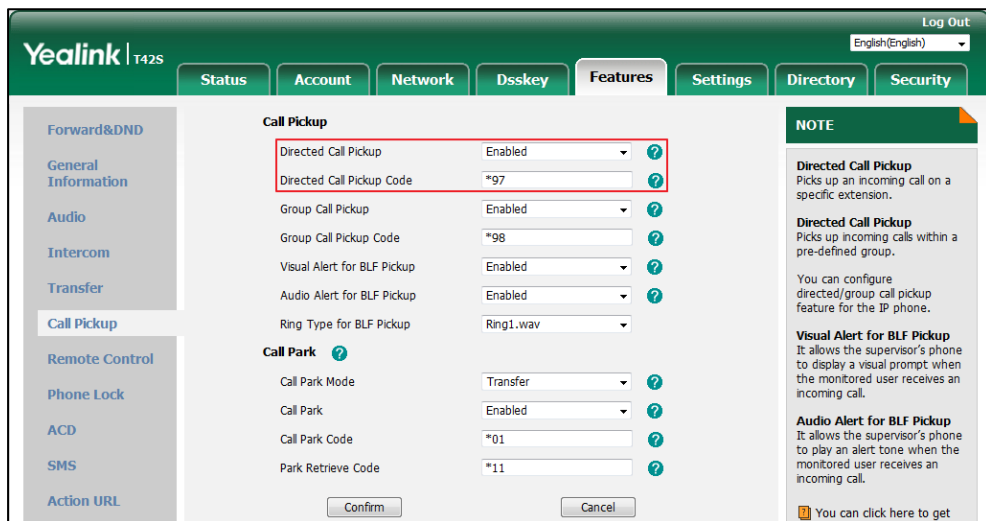 Log Out
Yealink | T42S
English(English)
Status Account Network Dsskey Features Settings Directory Security
Forward&DND
General
Information
Audio
Intercom
Transfer
Call Pickup
Remote Control
Phone Lock
ACD
SMS
Action URL
Call Pickup
Directed Call Pickup Enabled
Directed Call Pickup Code *97
Group Call Pickup Enabled
Group Call Pickup Code *98
Visual Alert for BLF Pickup Enabled
Audio Alert for BLF Pickup Enabled
Ring Type for BLF Pickup Ring1.wav
Call Park
Call Park Mode Transfer
Call Park Enabled
Call Park Code *01
Park Retrieve Code *11
Confirm Cancel
NOTE
Directed Call Pickup
Picks up an incoming call on a
specific extension.
Directed Call Pickup
Picks up incoming calls within a
pre-defined group.
You can configure
directed/group call pickup
feature for the IP phone.
Visual Alert for BLF Pickup
It allows the supervisor's phone
to display a visual prompt when
the monitored user receives an
incoming call.
Audio Alert for BLF Pickup
It allows the supervisor's phone
to play an alert tone when the
monitored user receives an
incoming call.
You can click here to get